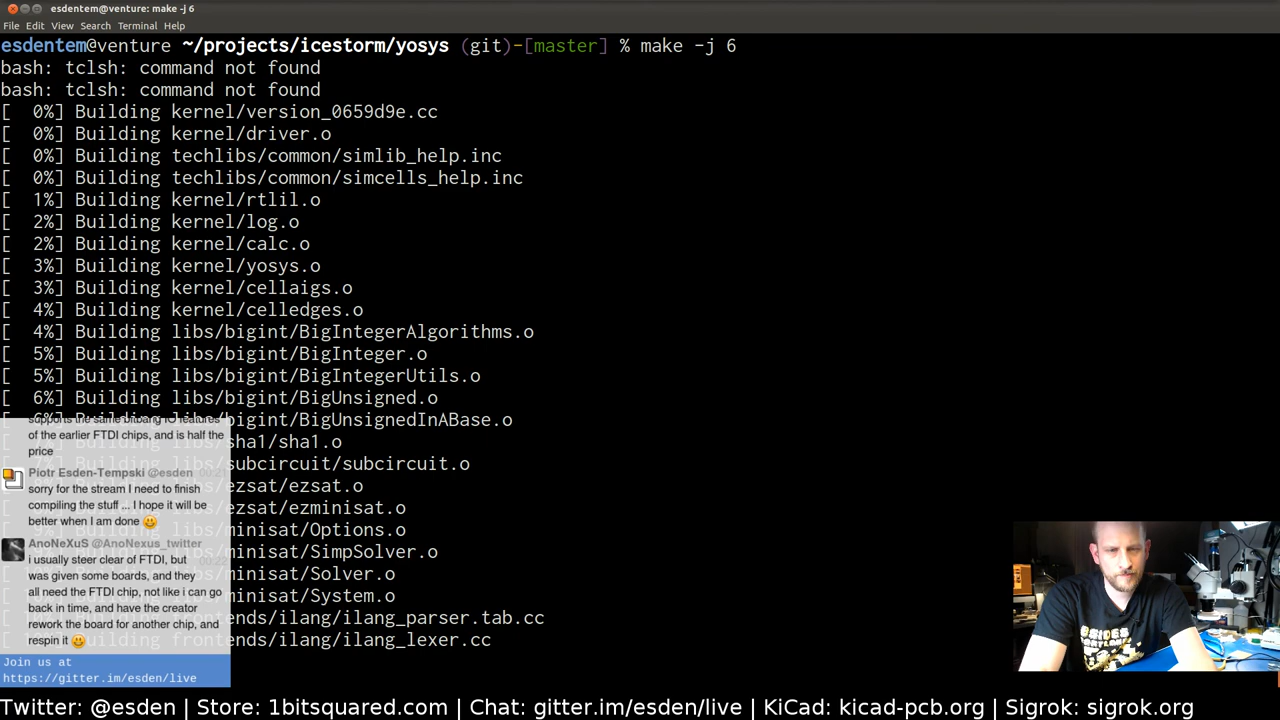 esdentem@venture: make -j 6
File Edit View Search Terminal Help
esdentem@venture ~/projects/icestorm/yosys (git)-[master] % make -j 6
bash: tclsh: command not found
bash: tclsh: command not found
[  0%] Building kernel/version_0659d9e.cc
[  0%] Building kernel/driver.o
[  0%] Building techlibs/common/simlib_help.inc
[  0%] Building techlibs/common/simcells_help.inc
[  1%] Building kernel/rtlil.o
[  2%] Building kernel/log.o
[  2%] Building kernel/calc.o
[  3%] Building kernel/yosys.o
[  3%] Building kernel/cellaigs.o
[  4%] Building kernel/celledges.o
[  4%] Building libs/bigint/BigIntegerAlgorithms.o
[  5%] Building libs/bigint/BigInteger.o
[  5%] Building libs/bigint/BigIntegerUtils.o
[  6%] Building libs/bigint/BigUnsigned.o
bigint/BigUnsignedInABase.o
sha1/sha1.o
subcircuit/subcircuit.o
ezsat/ezsat.o
ezsat/ezminisat.o
minisat/Options.o
minisat/SimpSolver.o
minisat/Solver.o
minisat/System.o
frontends/ilang/ilang_parser.tab.cc
frontends/ilang/ilang_lexer.cc
supports the same bitbang IO features
of the earlier FTDI chips, and is half the
price
Piotr Esden-Tempski @esden
sorry for the stream I need to finish
compiling the stuff ... I hope it will be
better when I am done
AnoNeXuS @AnoNexus_twitter
i usually steer clear of FTDI, but
was given some boards, and they
all need the FTDI chip, not like i can go
back in time, and have the creator
rework the board for another chip, and
respin it
Join us at
https://gitter.im/esden/live
Twitter: @esden | Store: 1bitsquared.com | Chat: gitter.im/esden/live | KiCad: kicad-pcb.org | Sigrok: sigrok.org